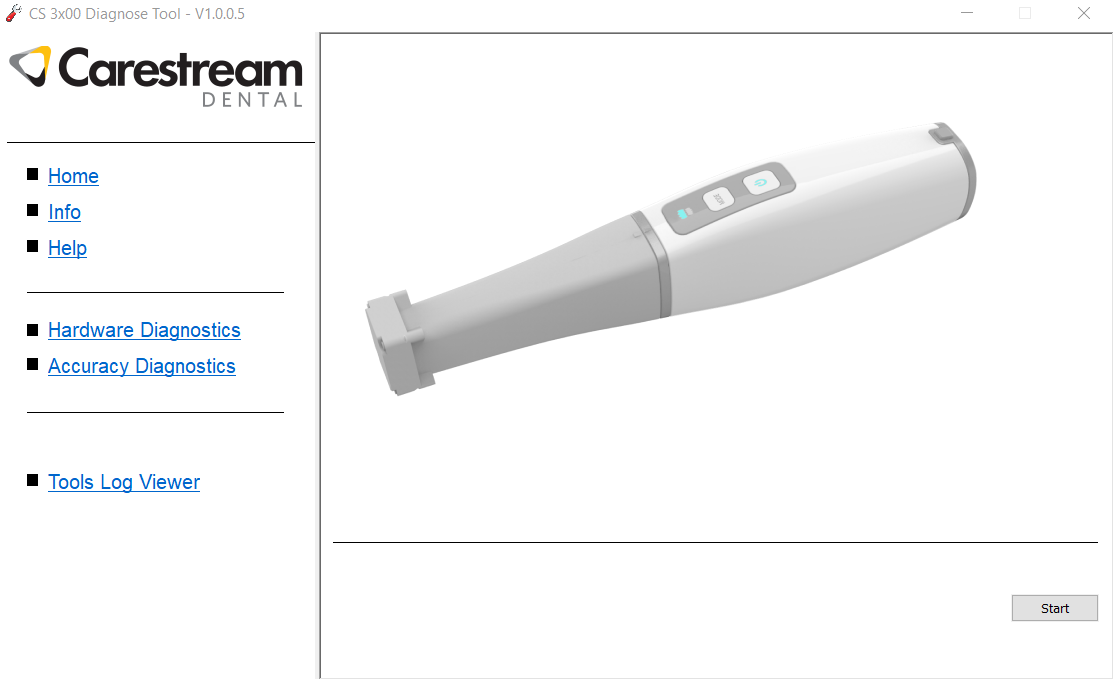 CS 3x00 Diagnose Tool - V1.0.0.5
Carestream
DENTAL
Home
Info
Help
Hardware Diagnostics
Accuracy Diagnostics
Tools Log Viewer
Start